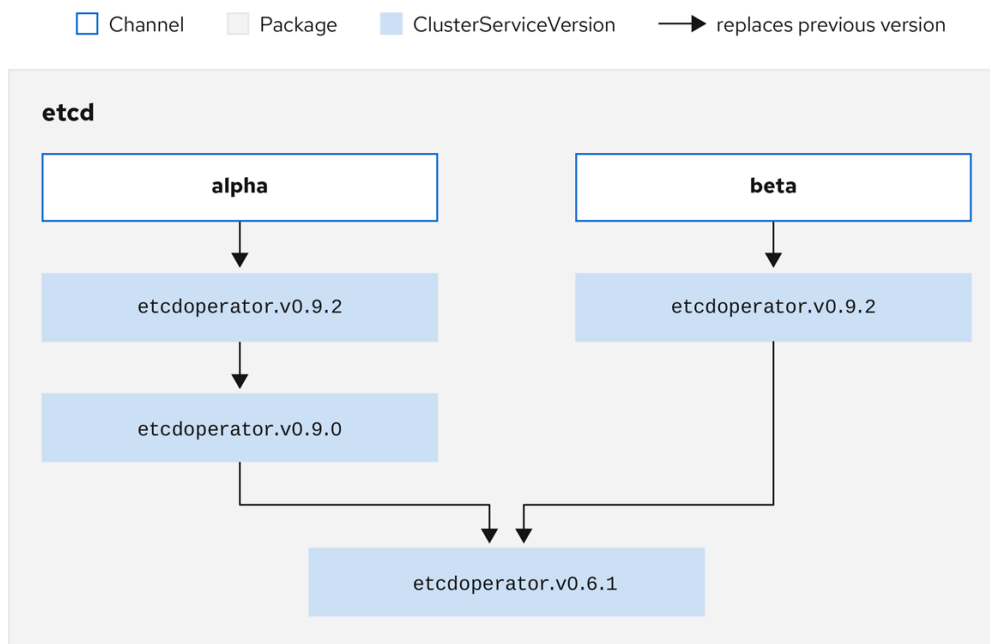 Channel Package ClusterServiceVersion replaces previous version
etcd
alpha beta
etcdoperator.v0.9.2 etcdoperator.v0.9.2
etcdoperator.v0.9.0
etcdoperator.v0.6.1